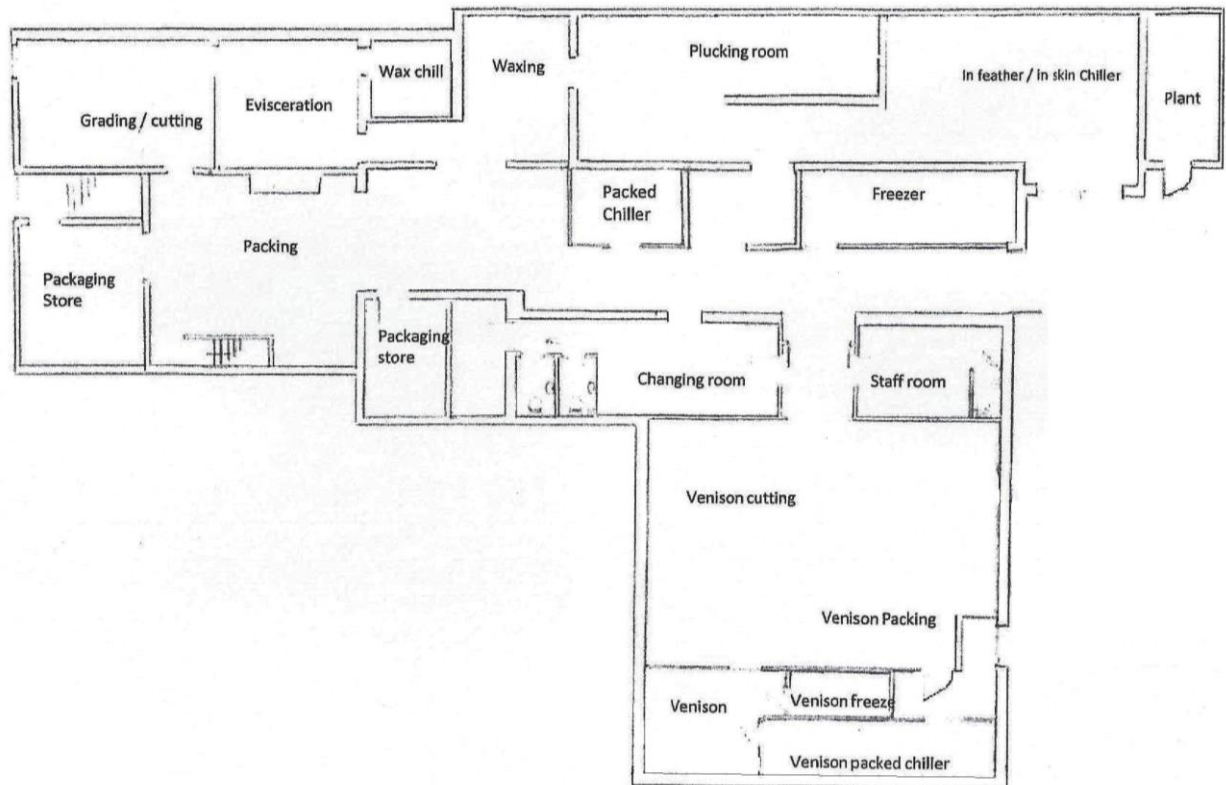 Plucking room
Waxing
Wax chill
In feather / in skin Chiller
Plant
Evisceration
Grading / cutting
Packed
Chiller
Freezer
Packing
Packaging
Store
Packaging
store
Changing room
Staff room
Venison cutting
Venison Packing
Venison
Venison freeze
Venison packed chiller